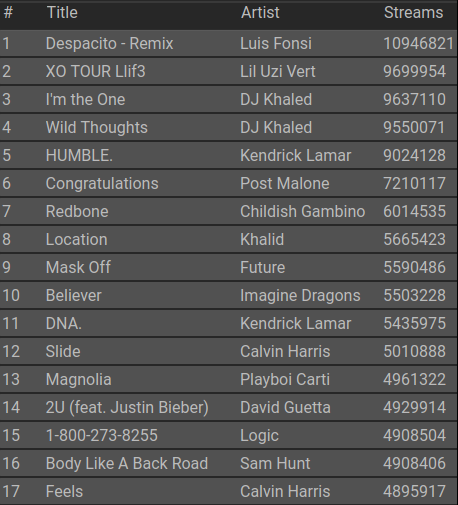 # Title Artist Streams
1 Despacito - Remix Luis Fonsi 10946821
2 XO TOUR Llif3 Lil Uzi Vert 9699954
3 I'm the One DJ Khaled 9637110
4 Wild Thoughts DJ Khaled 9550071
5 HUMBLE. Kendrick Lamar 9024128
6 Congratulations Post Malone 7210117
7 Redbone Childish Gambino 6014535
8 Location Khalid 5665423
9 Mask Off Future 5590486
10 Believer Imagine Dragons 5503228
11 DNA. Kendrick Lamar 5435975
12 Slide Calvin Harris 5010888
13 Magnolia Playboi Carti 4961322
14 2U (feat. Justin Bieber) David Guetta 4929914
15 1-800-273-8255 Logic 4908504
16 Body Like A Back Road Sam Hunt 4908406
17 Feels Calvin Harris 4895917